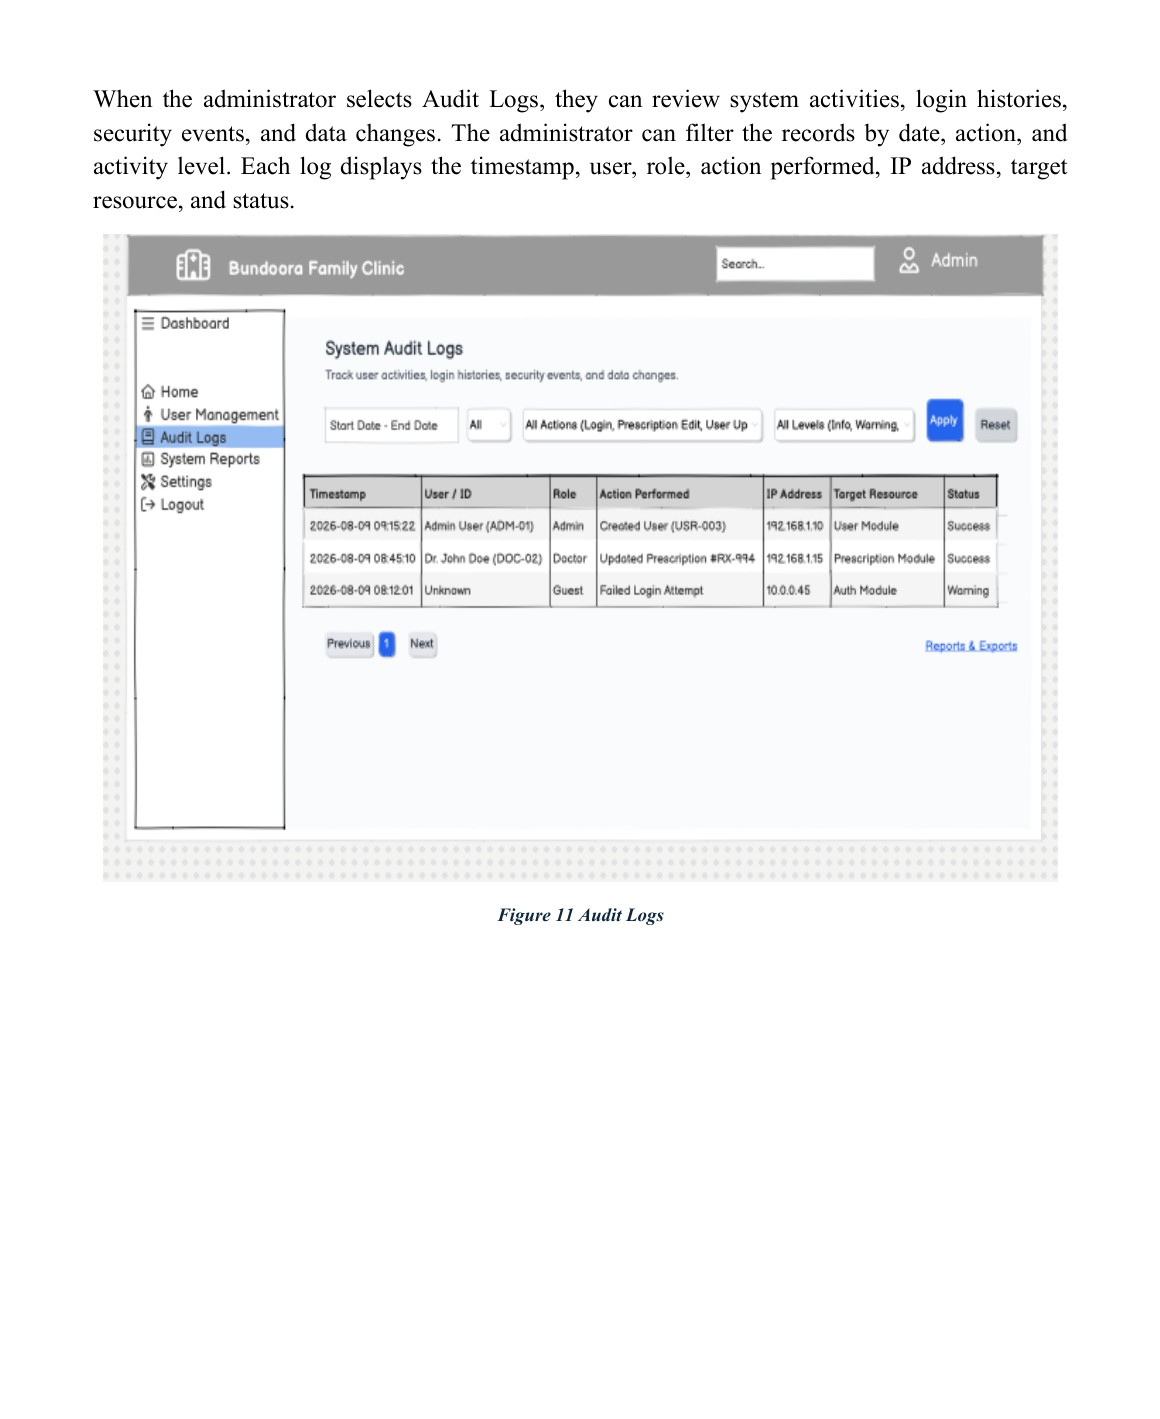 When the administrator selects Audit Logs, they can review system activities, login histories,
security events, and data changes. The administrator can filter the records by date, action, and
activity level. Each log displays the timestamp, user, role, action performed, IP address, target
resource, and status.
Bundoora Family Clinic
Search...
Admin
Dashboard
Home
User Management
Audit Logs
System Reports
Settings
Logout
System Audit Logs
Track user activities, login histories, security events, and data changes.
Start Date - End Date
All
All Actions (Login, Prescription Edit, User Up
All Levels (Info, Warning,
Apply
Reset
Timestamp User / ID Role Action Performed IP Address Target Resource Status
2026-08-09 09:15:22 Admin User (ADM-01) Admin Created User (USR-003) 192.168.1.10 User Module Success
2026-08-09 08:45:10 Dr. John Doe (DOC-02) Doctor Updated Prescription #RX-994 192.168.1.15 Prescription Module Success
2026-08-09 08:12:01 Unknown Guest Failed Login Attempt 10.0.0.45 Auth Module Warning
Previous 1 Next
Reports & Exports
Figure 11 Audit Logs